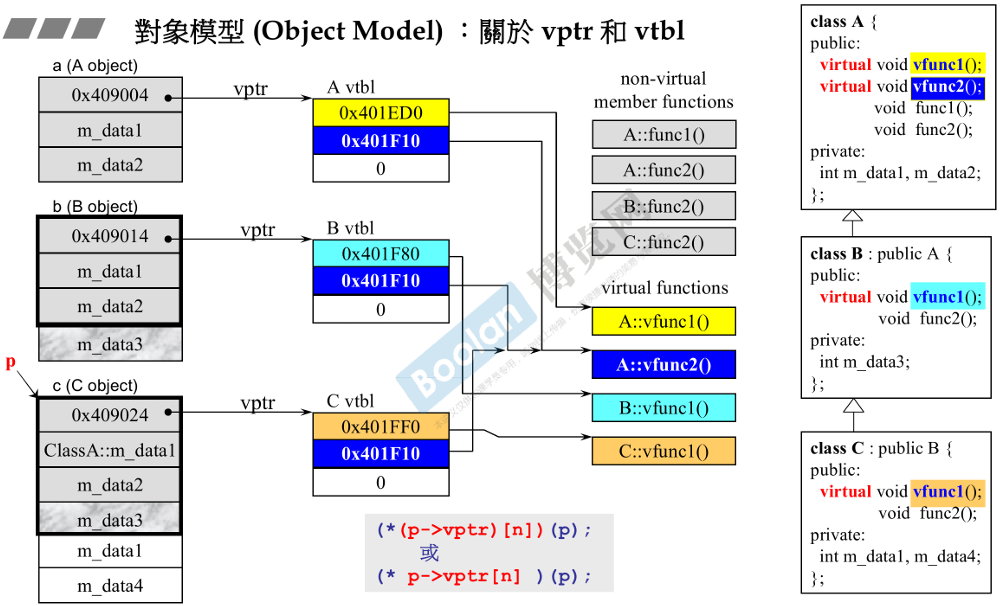 對象模型 (Object Model) ：關於 vptr 和 vtbl
a (A object)
0x409004
m_data1
m_data2
vptr
A vtbl
0x401ED0
0x401F10
0
b (B object)
0x409014
m_data1
m_data2
m_data3
vptr
B vtbl
0x401F80
0x401F10
0
p
c (C object)
0x409024
ClassA::m_data1
m_data2
m_data3
m_data1
m_data4
vptr
C vtbl
0x401FF0
0x401F10
0
non-virtual
member functions
A::func1()
A::func2()
B::func2()
C::func2()
virtual functions
A::vfunc1()
A::vfunc2()
B::vfunc1()
C::vfunc1()
(*(p->vptr)[n])(p);
或
(* p->vptr[n] )(p);
class A {
public:
virtual void vfunc1();
virtual void vfunc2();
void func1();
void func2();
private:
int m_data1, m_data2;
};
class B : public A {
public:
virtual void vfunc1();
void func2();
private:
int m_data3;
};
class C : public B {
public:
virtual void vfunc1();
void func2();
private:
int m_data1, m_data4;
};
Boolan 博览网